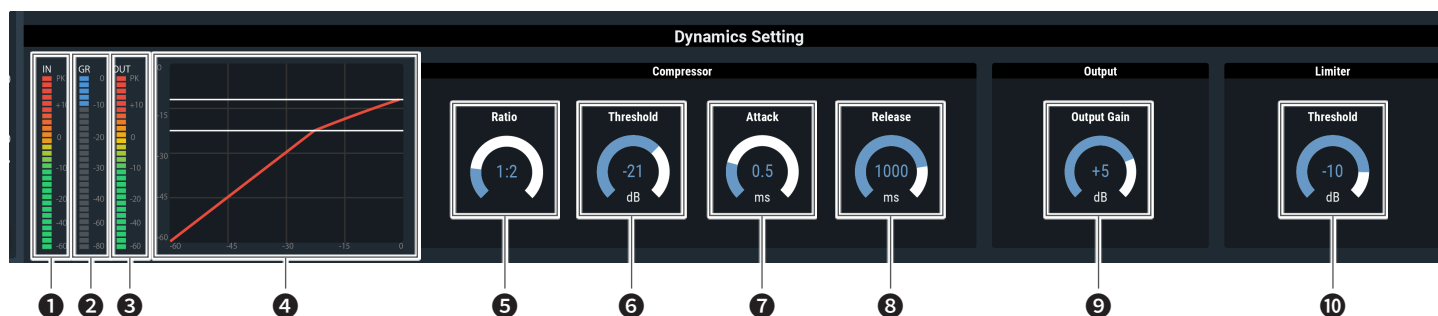 Dynamics Setting
IN GR OUT
PK 0 PK
+10 -10 +10
0 -20 0
-10 -30 -10
-20 -40 -20
-40 -60 -40
-60 -80 -60
0
-15
-30
-45
-60
-60 -45 -30 -15 0
Compressor
Ratio
1:2
Threshold
-21
dB
Attack
0.5
ms
Release
1000
ms
Output
Output Gain
+5
dB
Limiter
Threshold
-10
dB
❶ ❷ ❸ ❹ ❺ ❻ ❼ ❽ ❾ ❿